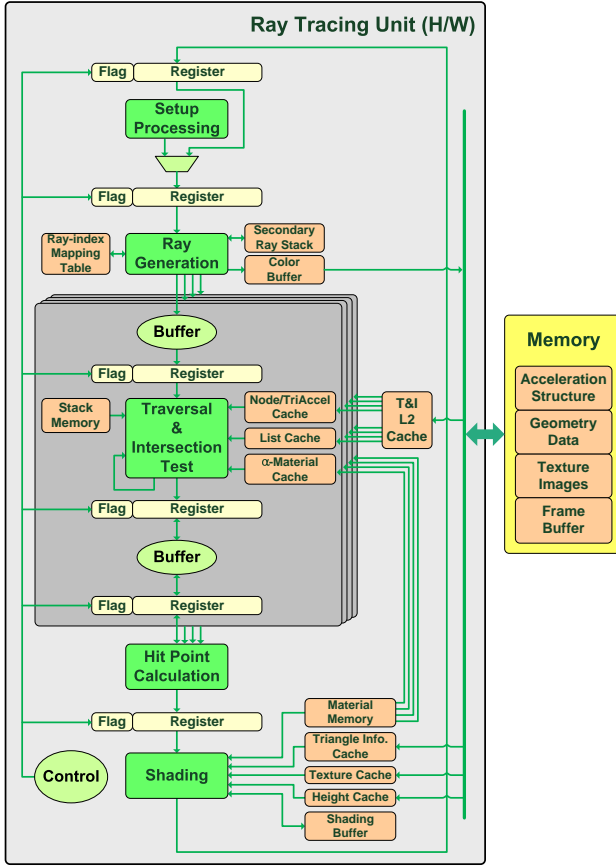 Ray Tracing Unit (H/W)
Flag Register
Setup
Processing
Flag Register
Ray-index
Mapping
Table
Ray
Generation
Secondary
Ray Stack
Color
Buffer
Buffer
Flag Register
Stack
Memory
Traversal
&
Intersection
Test
Node/TriAccel
Cache
List Cache
α-Material
Cache
T&I
L2
Cache
Flag Register
Buffer
Flag Register
Hit Point
Calculation
Flag Register
Control
Shading
Material
Memory
Triangle Info.
Cache
Texture Cache
Height Cache
Shading
Buffer
Memory
Acceleration
Structure
Geometry
Data
Texture
Images
Frame
Buffer